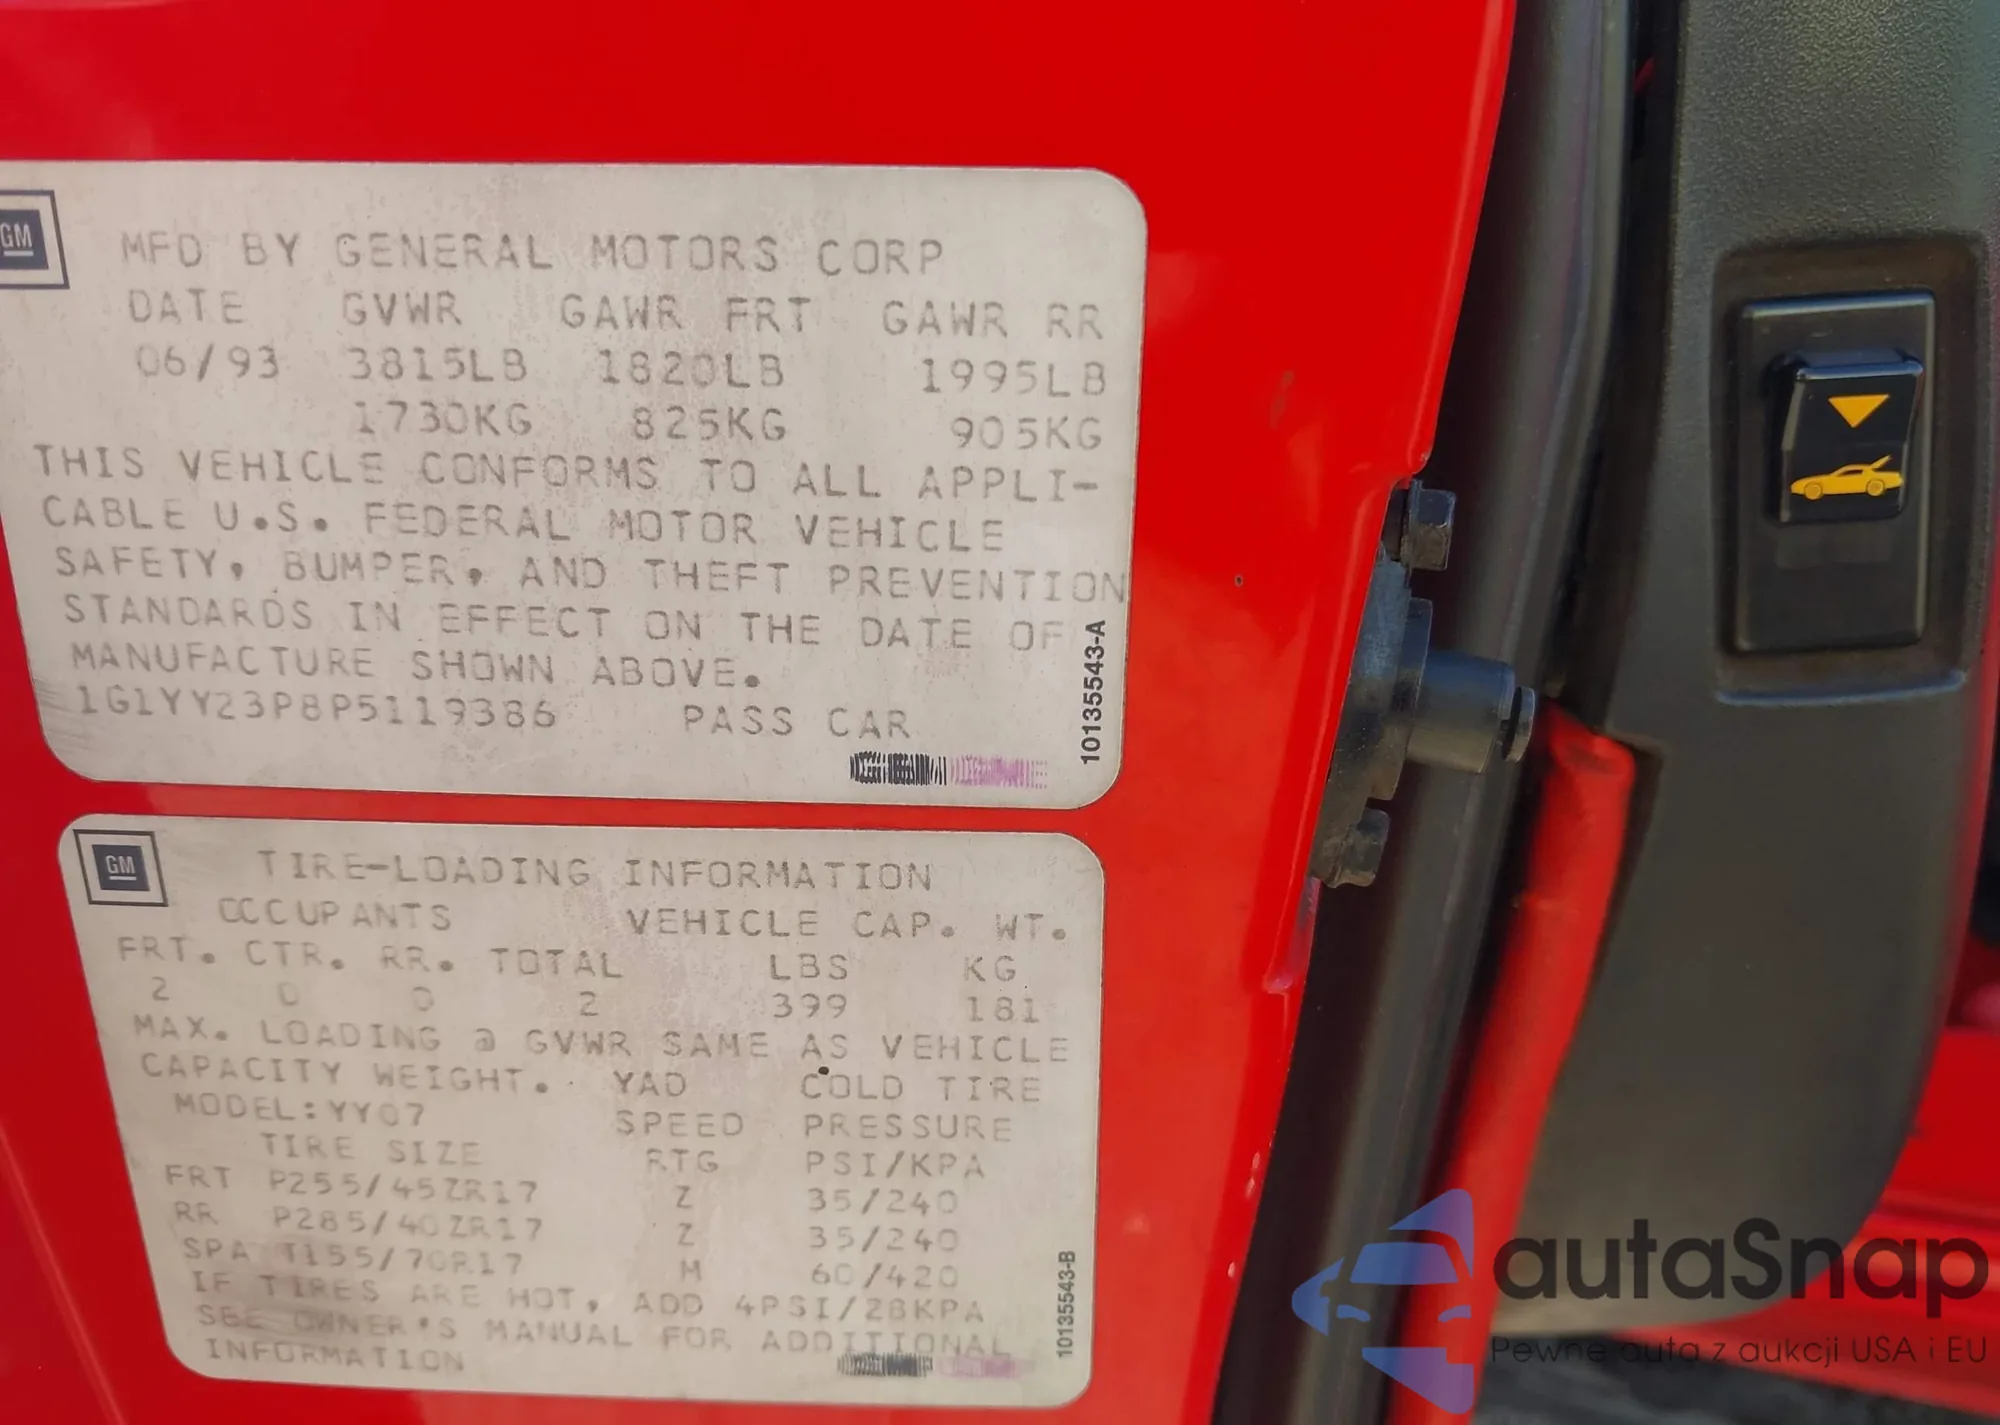 GM
MFD BY GENERAL MOTORS CORP
DATE GVWR GAWR FRT GAWR RR
06/93 3815LB 1820LB 1995LB
1730KG 825KG 905KG
THIS VEHICLE CONFORMS TO ALL APPLI-
CABLE U.S. FEDERAL MOTOR VEHICLE
SAFETY, BUMPER, AND THEFT PREVENTION
STANDARDS IN EFFECT ON THE DATE OF
MANUFACTURE SHOWN ABOVE.
1G1YY23P8P5119386 PASS CAR
10135543-A
GM
TIRE-LOADING INFORMATION
OCCUPANTS VEHICLE CAP. WT.
FRT. CTR. RR. TOTAL LBS KG
2 0 0 2 399 181
MAX. LOADING @ GVWR SAME AS VEHICLE
CAPACITY WEIGHT. YAD COLD TIRE
MODEL:YY07 SPEED PRESSURE
TIRE SIZE RTG PSI/KPA
FRT P255/45ZR17 Z 35/240
RR P285/40ZR17 Z 35/240
SPA T155/70R17 M 60/420
IF TIRES ARE HOT, ADD 4PSI/28KPA
SEE OWNER'S MANUAL FOR ADDITIONAL
INFORMATION
10135543-B
autaSnap
Pewne auta z aukcji USA i EU